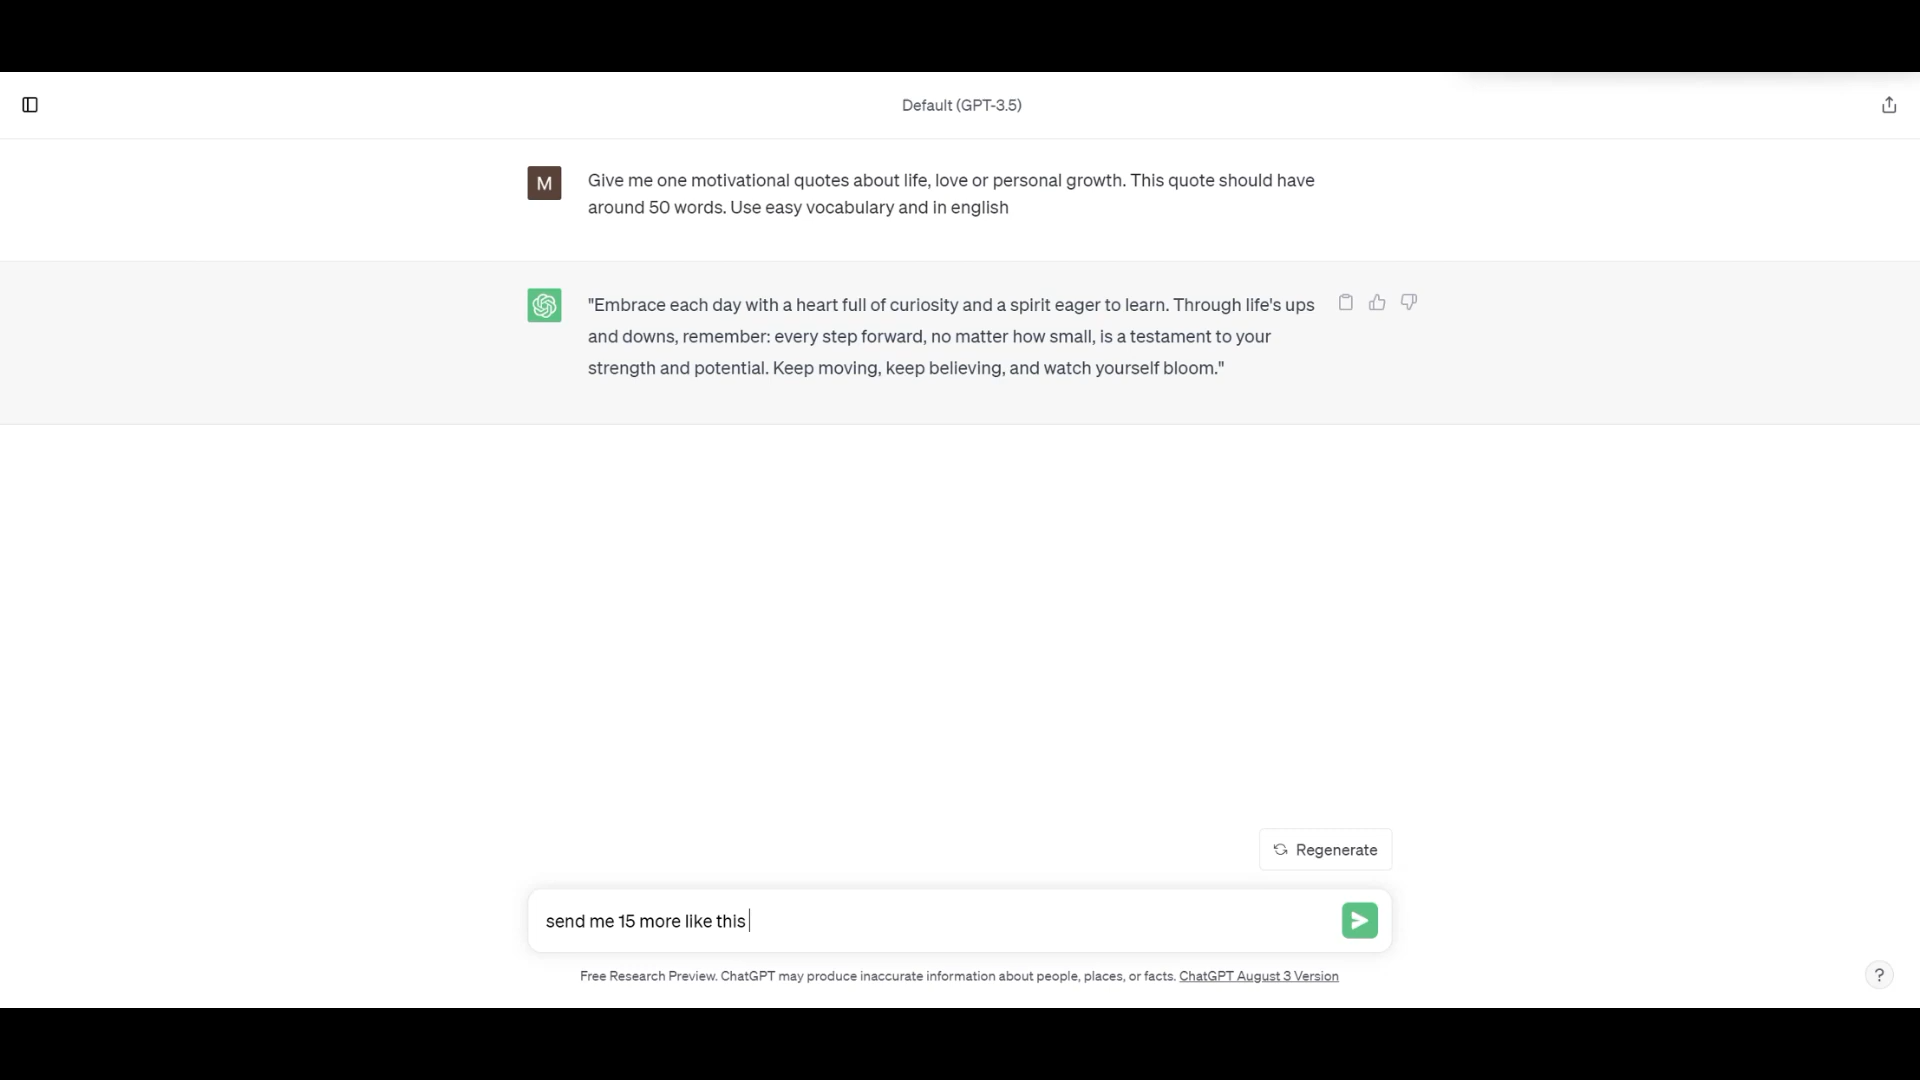 Default (GPT-3.5)
M
Give me one motivational quotes about life, love or personal growth. This quote should have
around 50 words. Use easy vocabulary and in english
"Embrace each day with a heart full of curiosity and a spirit eager to learn. Through life's ups
and downs, remember: every step forward, no matter how small, is a testament to your
strength and potential. Keep moving, keep believing, and watch yourself bloom."
Regenerate
send me 15 more like this
Free Research Preview. ChatGPT may produce inaccurate information about people, places, or facts. ChatGPT August 3 Version
?